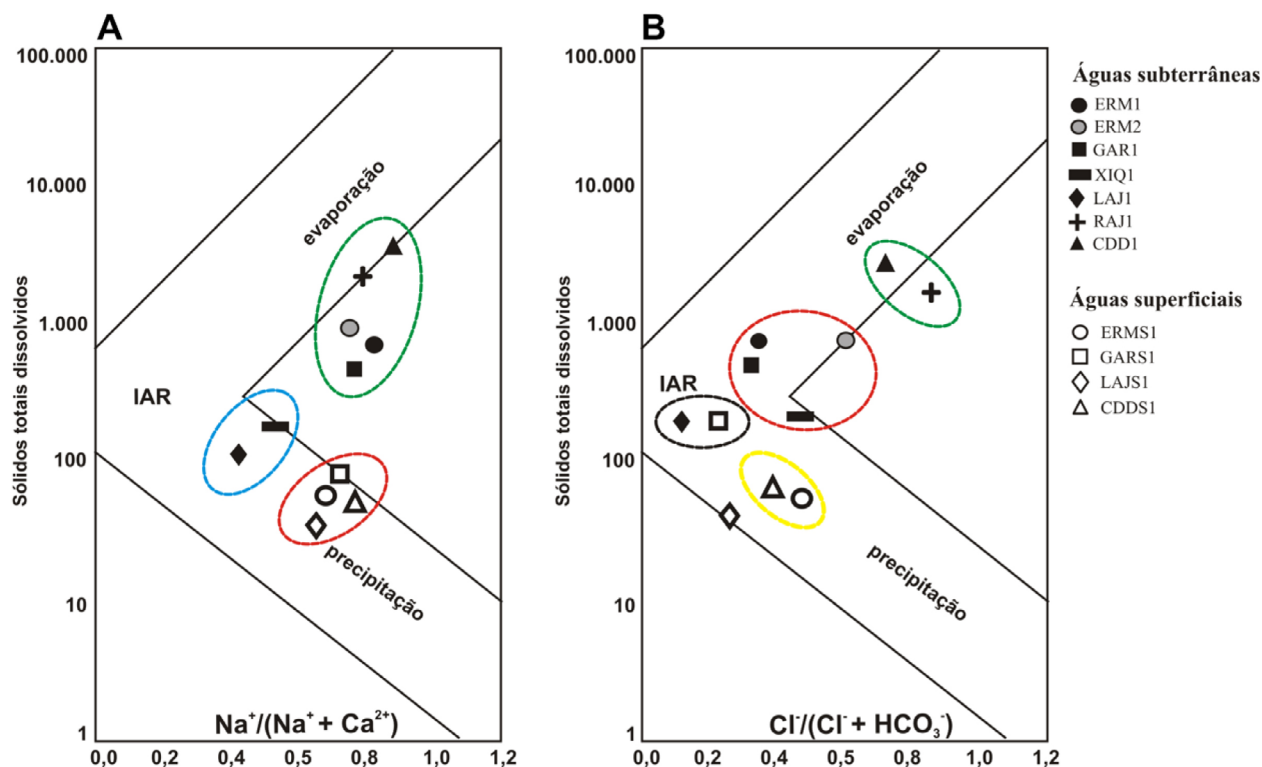 A
Sólidos totais dissolvidos
100.000
10.000
1.000
100
10
1
evaporação
IAR
precipitação
Na⁺/(Na⁺ + Ca²⁺)
0,0
0,2
0,4
0,5
0,8
1,0
1,2
B
Sólidos totais dissolvidos
100.000
10.000
1.000
100
10
1
evaporação
IAR
precipitação
Cl⁻/(Cl⁻ + HCO₃⁻)
0,0
0,2
0,4
0,5
0,8
1,0
1,2
Águas subterrâneas
ERM1
ERM2
GAR1
XIQ1
LAJ1
RAJ1
CDD1
Águas superficiais
ERMS1
GARS1
LAJS1
CDDS1